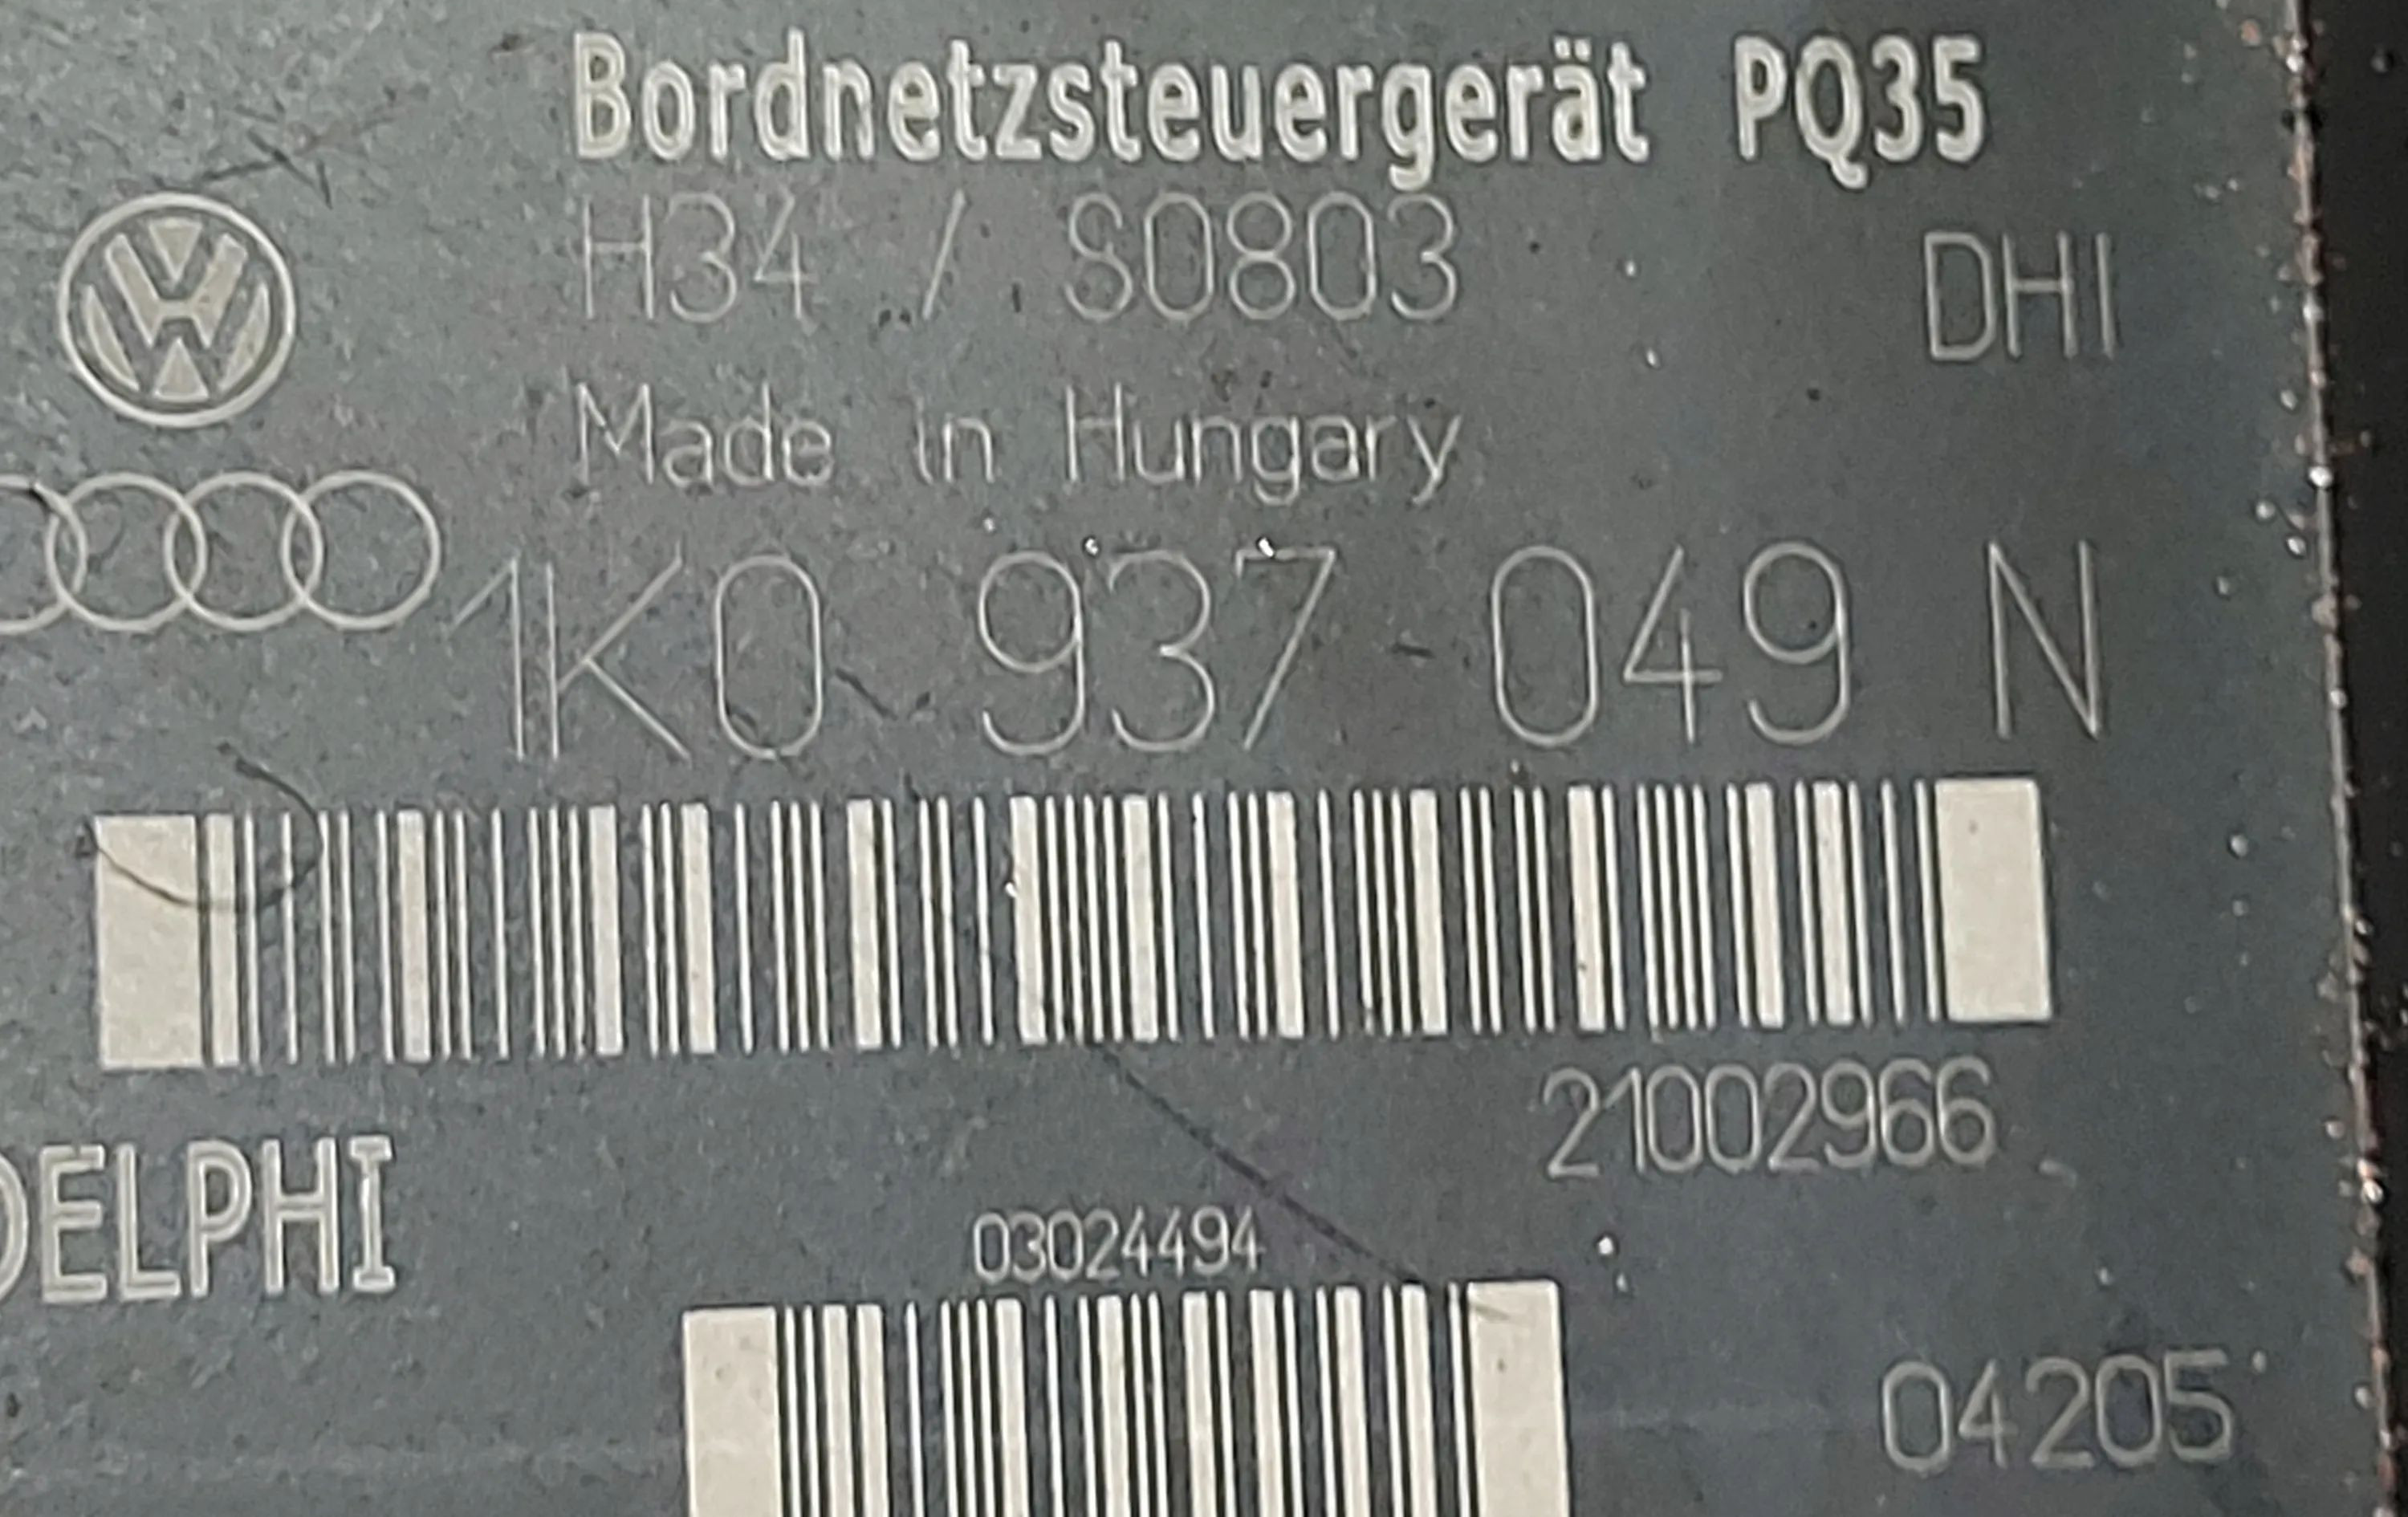 Bordnetzsteuergerät PQ35
H34 / S0803
DHI
Made in Hungary
1K0 937 049 N
21002966
DELPHI
03024494
04205